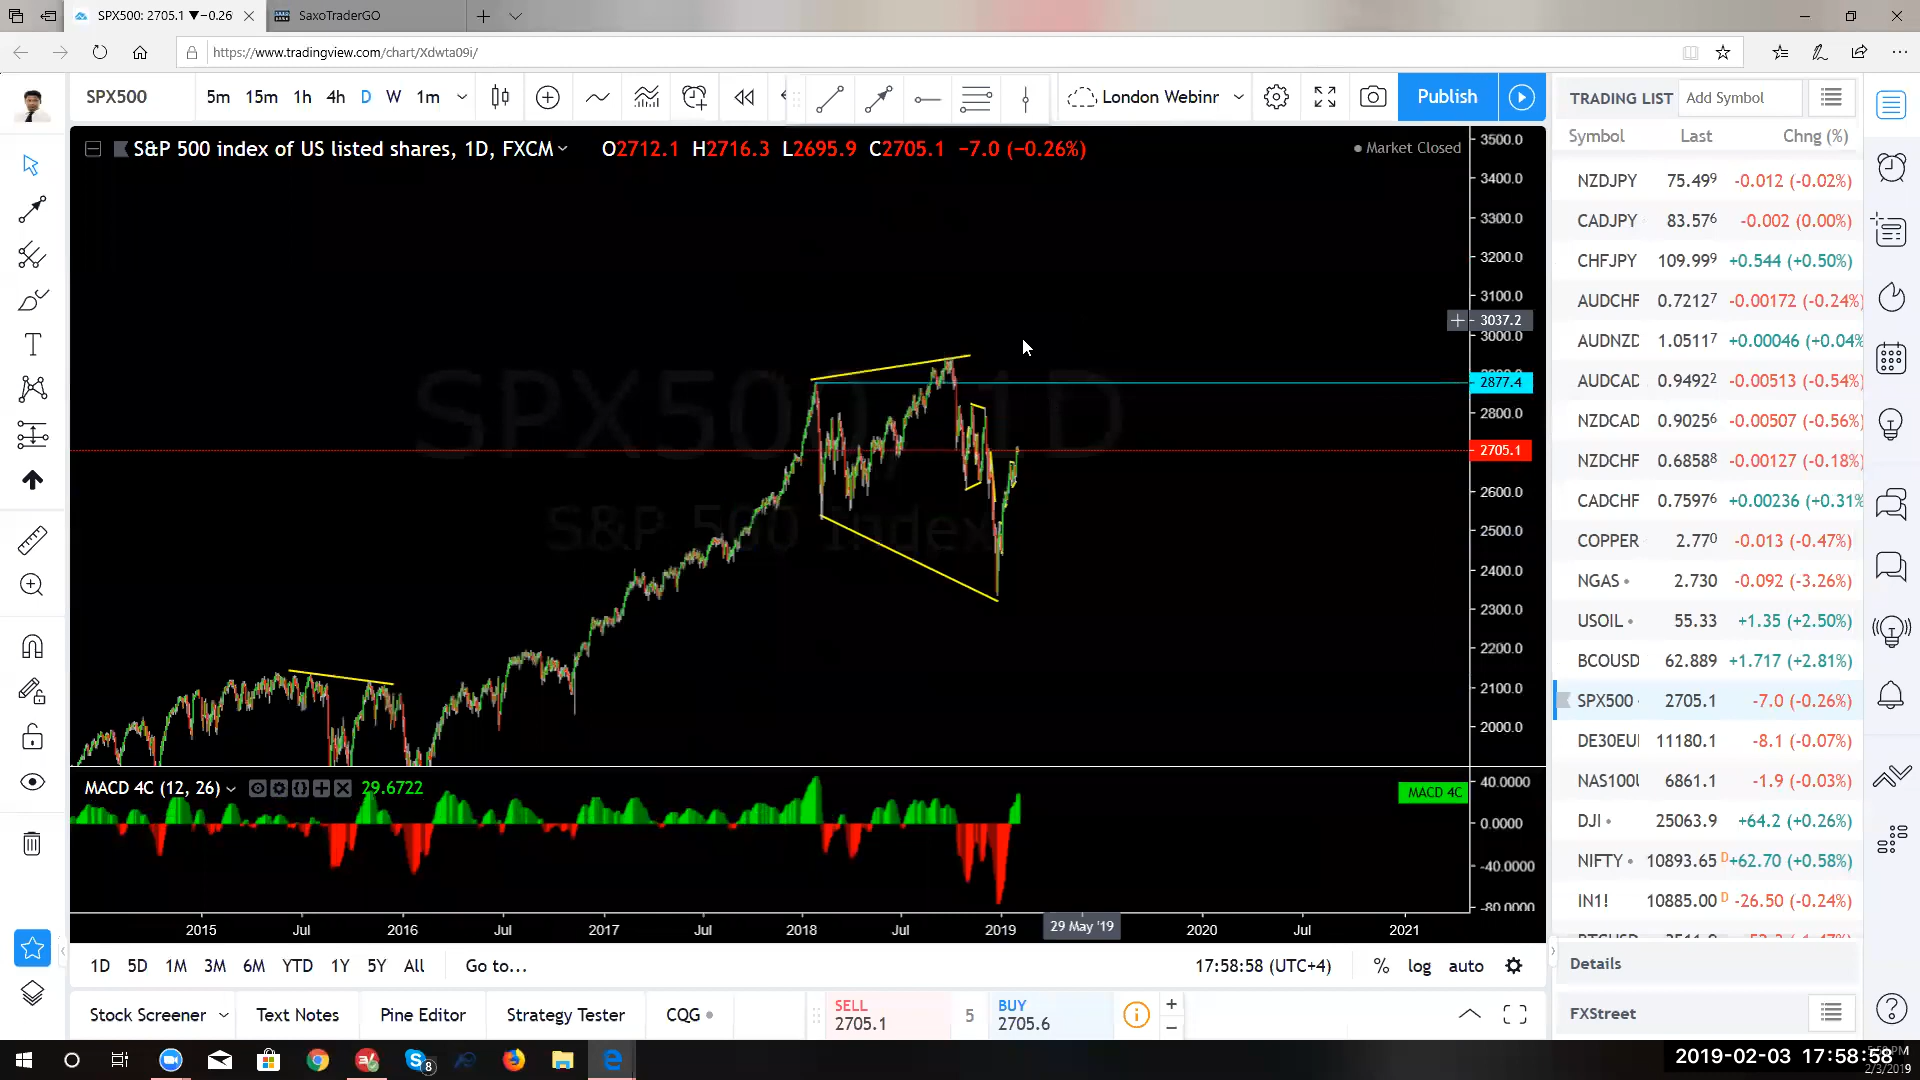 SPX500: 2705.1 ▼−0.26
SaxoTraderGO
https://www.tradingview.com/chart/Xdwta09i/
SPX500 5m 15m 1h 4h D W 1m London Webinr Publish
TRADING LIST Add Symbol
Symbol Last Chng (%)
S&P 500 index of US listed shares, 1D, FXCM O2712.1 H2716.3 L2695.9 C2705.1 −7.0 (−0.26%) Market Closed
NZDJPY 75.49⁹ -0.012 (-0.02%)
CADJPY 83.57⁶ -0.002 (0.00%)
CHFJPY 109.99⁹ +0.544 (+0.50%)
AUDCHF 0.7212⁷ -0.00172 (-0.24%)
AUDNZD 1.0511⁷ +0.00046 (+0.04%
AUDCAD 0.9492² -0.00513 (-0.54%)
NZDCAD 0.9025⁶ -0.00507 (-0.56%)
NZDCHF 0.6858⁸ -0.00127 (-0.18%)
CADCHF 0.7597⁶ +0.00236 (+0.31%
COPPER 2.77⁰ -0.013 (-0.47%)
NGAS 2.730 -0.092 (-3.26%)
USOIL 55.33 +1.35 (+2.50%)
BCOUSD 62.889 +1.717 (+2.81%)
SPX500 2705.1 -7.0 (-0.26%)
DE30EU 11180.1 -8.1 (-0.07%)
NAS100 6861.1 -1.9 (-0.03%)
DJI 25063.9 +64.2 (+0.26%)
NIFTY 10893.65 D +62.70 (+0.58%)
IN1! 10885.00 D -26.50 (-0.24%)
Details
FXStreet
3500.0
3400.0
3300.0
3200.0
3100.0
3037.2
3000.0
2877.4
2800.0
2705.1
2600.0
2500.0
2400.0
2300.0
2200.0
2100.0
2000.0
SPX500, 1D
S&P 500 Index
MACD 4C (12, 26) 29.6722
MACD 4C
40.0000
0.0000
-40.0000
-80.0000
2015 Jul 2016 Jul 2017 Jul 2018 Jul 2019 29 May '19 2020 Jul 2021
1D 5D 1M 3M 6M YTD 1Y 5Y All Go to... 17:58:58 (UTC+4) % log auto
Stock Screener Text Notes Pine Editor Strategy Tester CQG
SELL 2705.1 5 BUY 2705.6
8
2019-02-03 17:58:58
2/3/2019